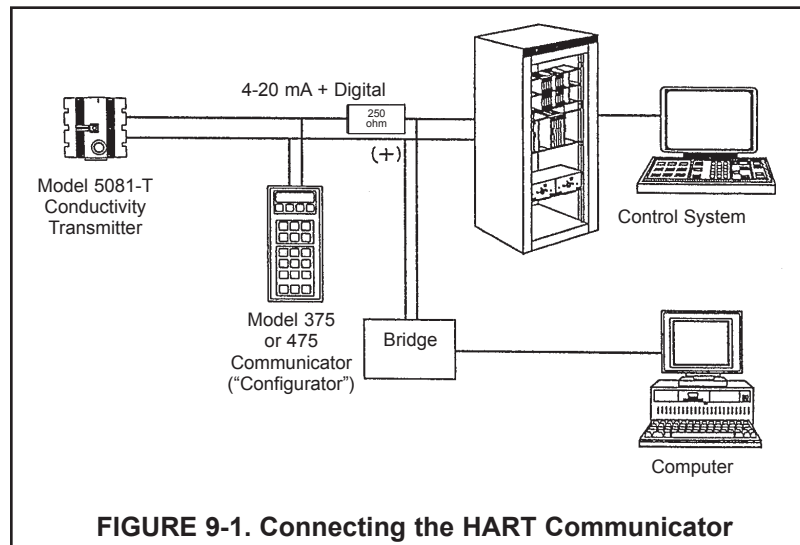 4-20 mA + Digital
250
ohm
(+)
Model 5081-T
Conductivity
Transmitter
Control System
Model 375
or 475
Communicator
("Configurator")
Bridge
Computer
FIGURE 9-1. Connecting the HART Communicator